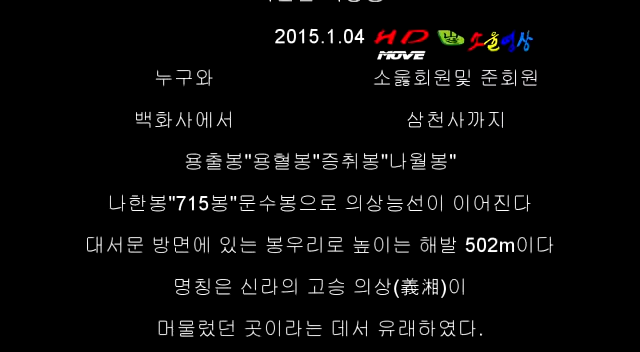 2015.1.04 HD MOVE 소울영상
누구와 소욿회원및 준회원
백화사에서 삼천사까지
용출봉"용혈봉"증취봉"나월봉"
나한봉"715봉"문수봉으로 의상능선이 이어진다
대서문 방면에 있는 봉우리로 높이는 해발 502m이다
명칭은 신라의 고승 의상(義湘)이
머물렀던 곳이라는 데서 유래하였다.